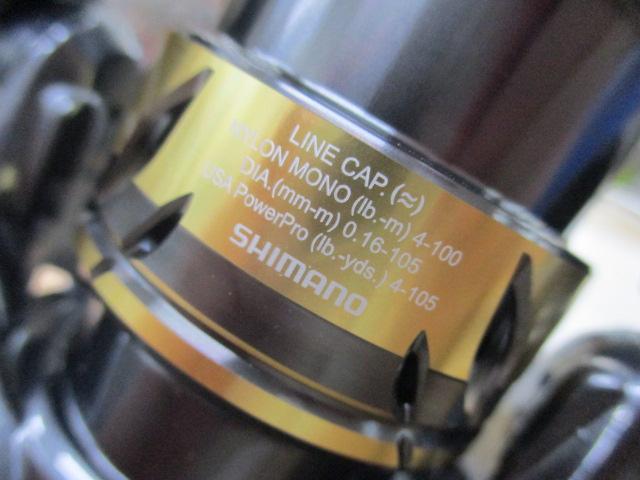 LINE CAP. (≈)
NYLON MONO (lb.-m) 4-100
DIA.(mm-m) 0.16-105
USA PowerPro (lb.-yds.) 4-105
SHIMANO